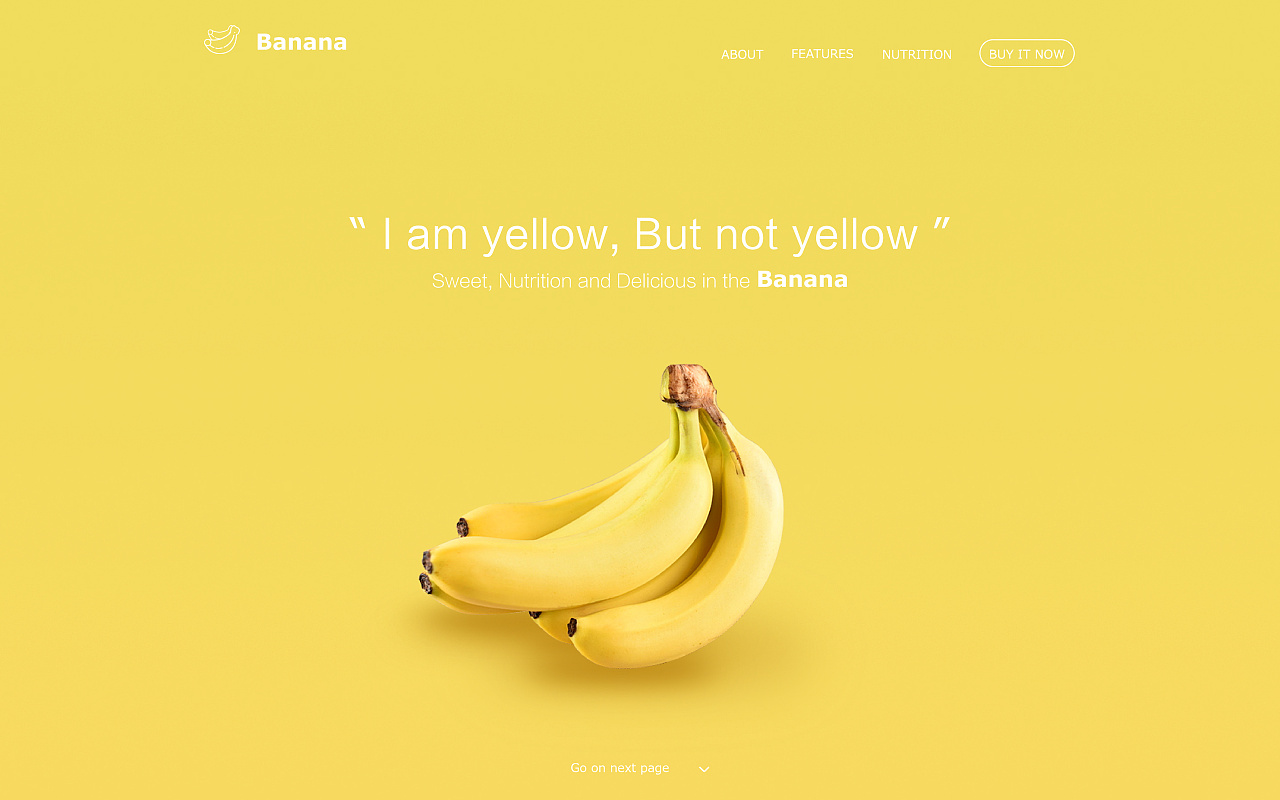 Banana
ABOUT FEATURES NUTRITION BUY IT NOW
“ I am yellow, But not yellow ”
Sweet, Nutrition and Delicious in the Banana
Go on next page